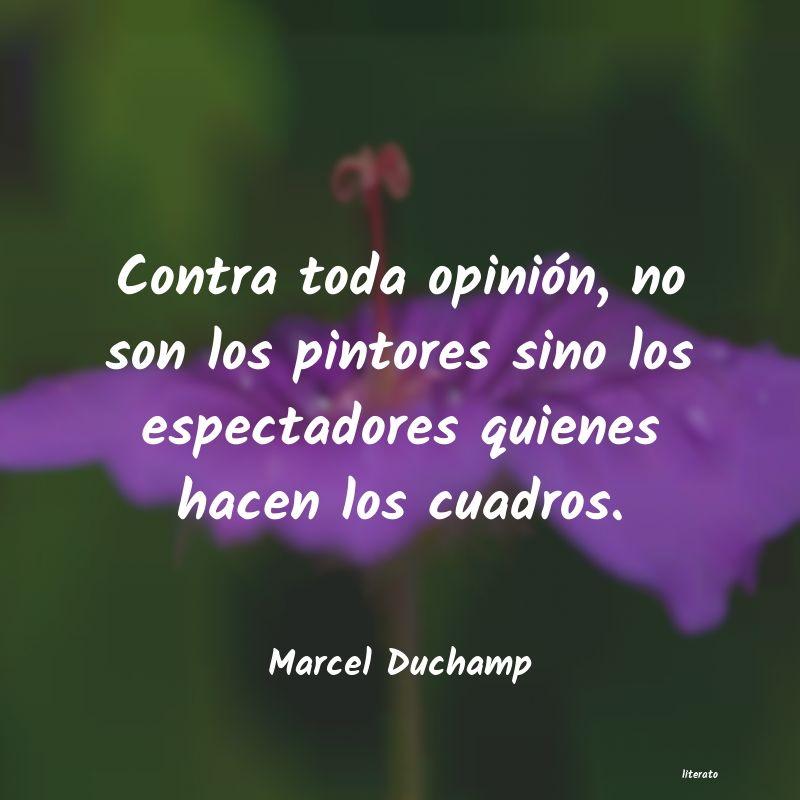 Contra toda opinión, no
son los pintores sino los
espectadores quienes
hacen los cuadros.
Marcel Duchamp
literato